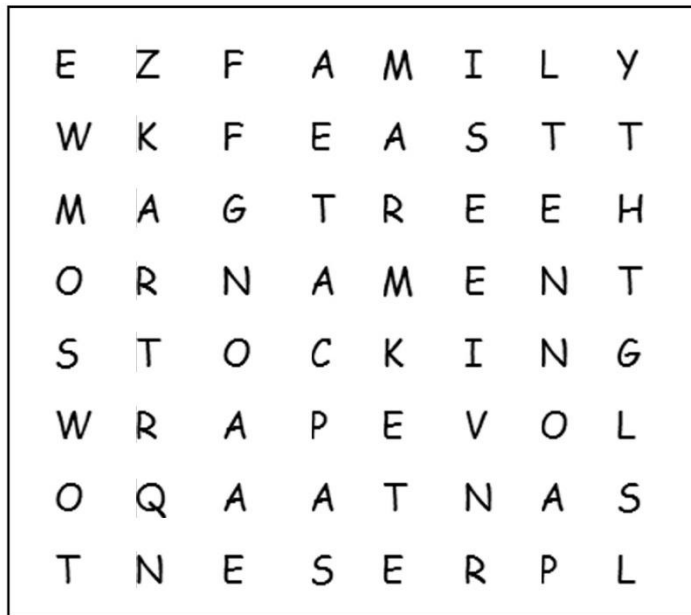 E Z F A M I L Y
W K F E A S T T
M A G T R E E H
O R N A M E N T
S T O C K I N G
W R A P E V O L
O Q A A T N A S
T N E S E R P L